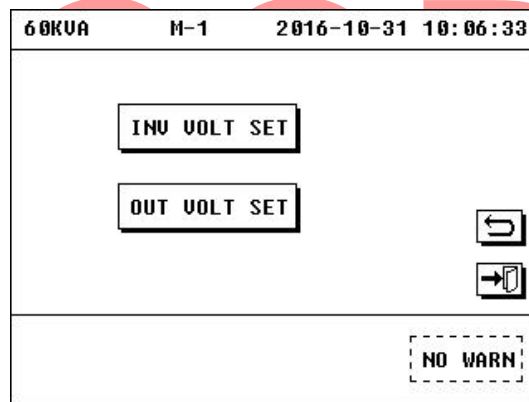 60KVA M-1 2016-10-31 10:06:33
INV VOLT SET
OUT VOLT SET
NO WARN